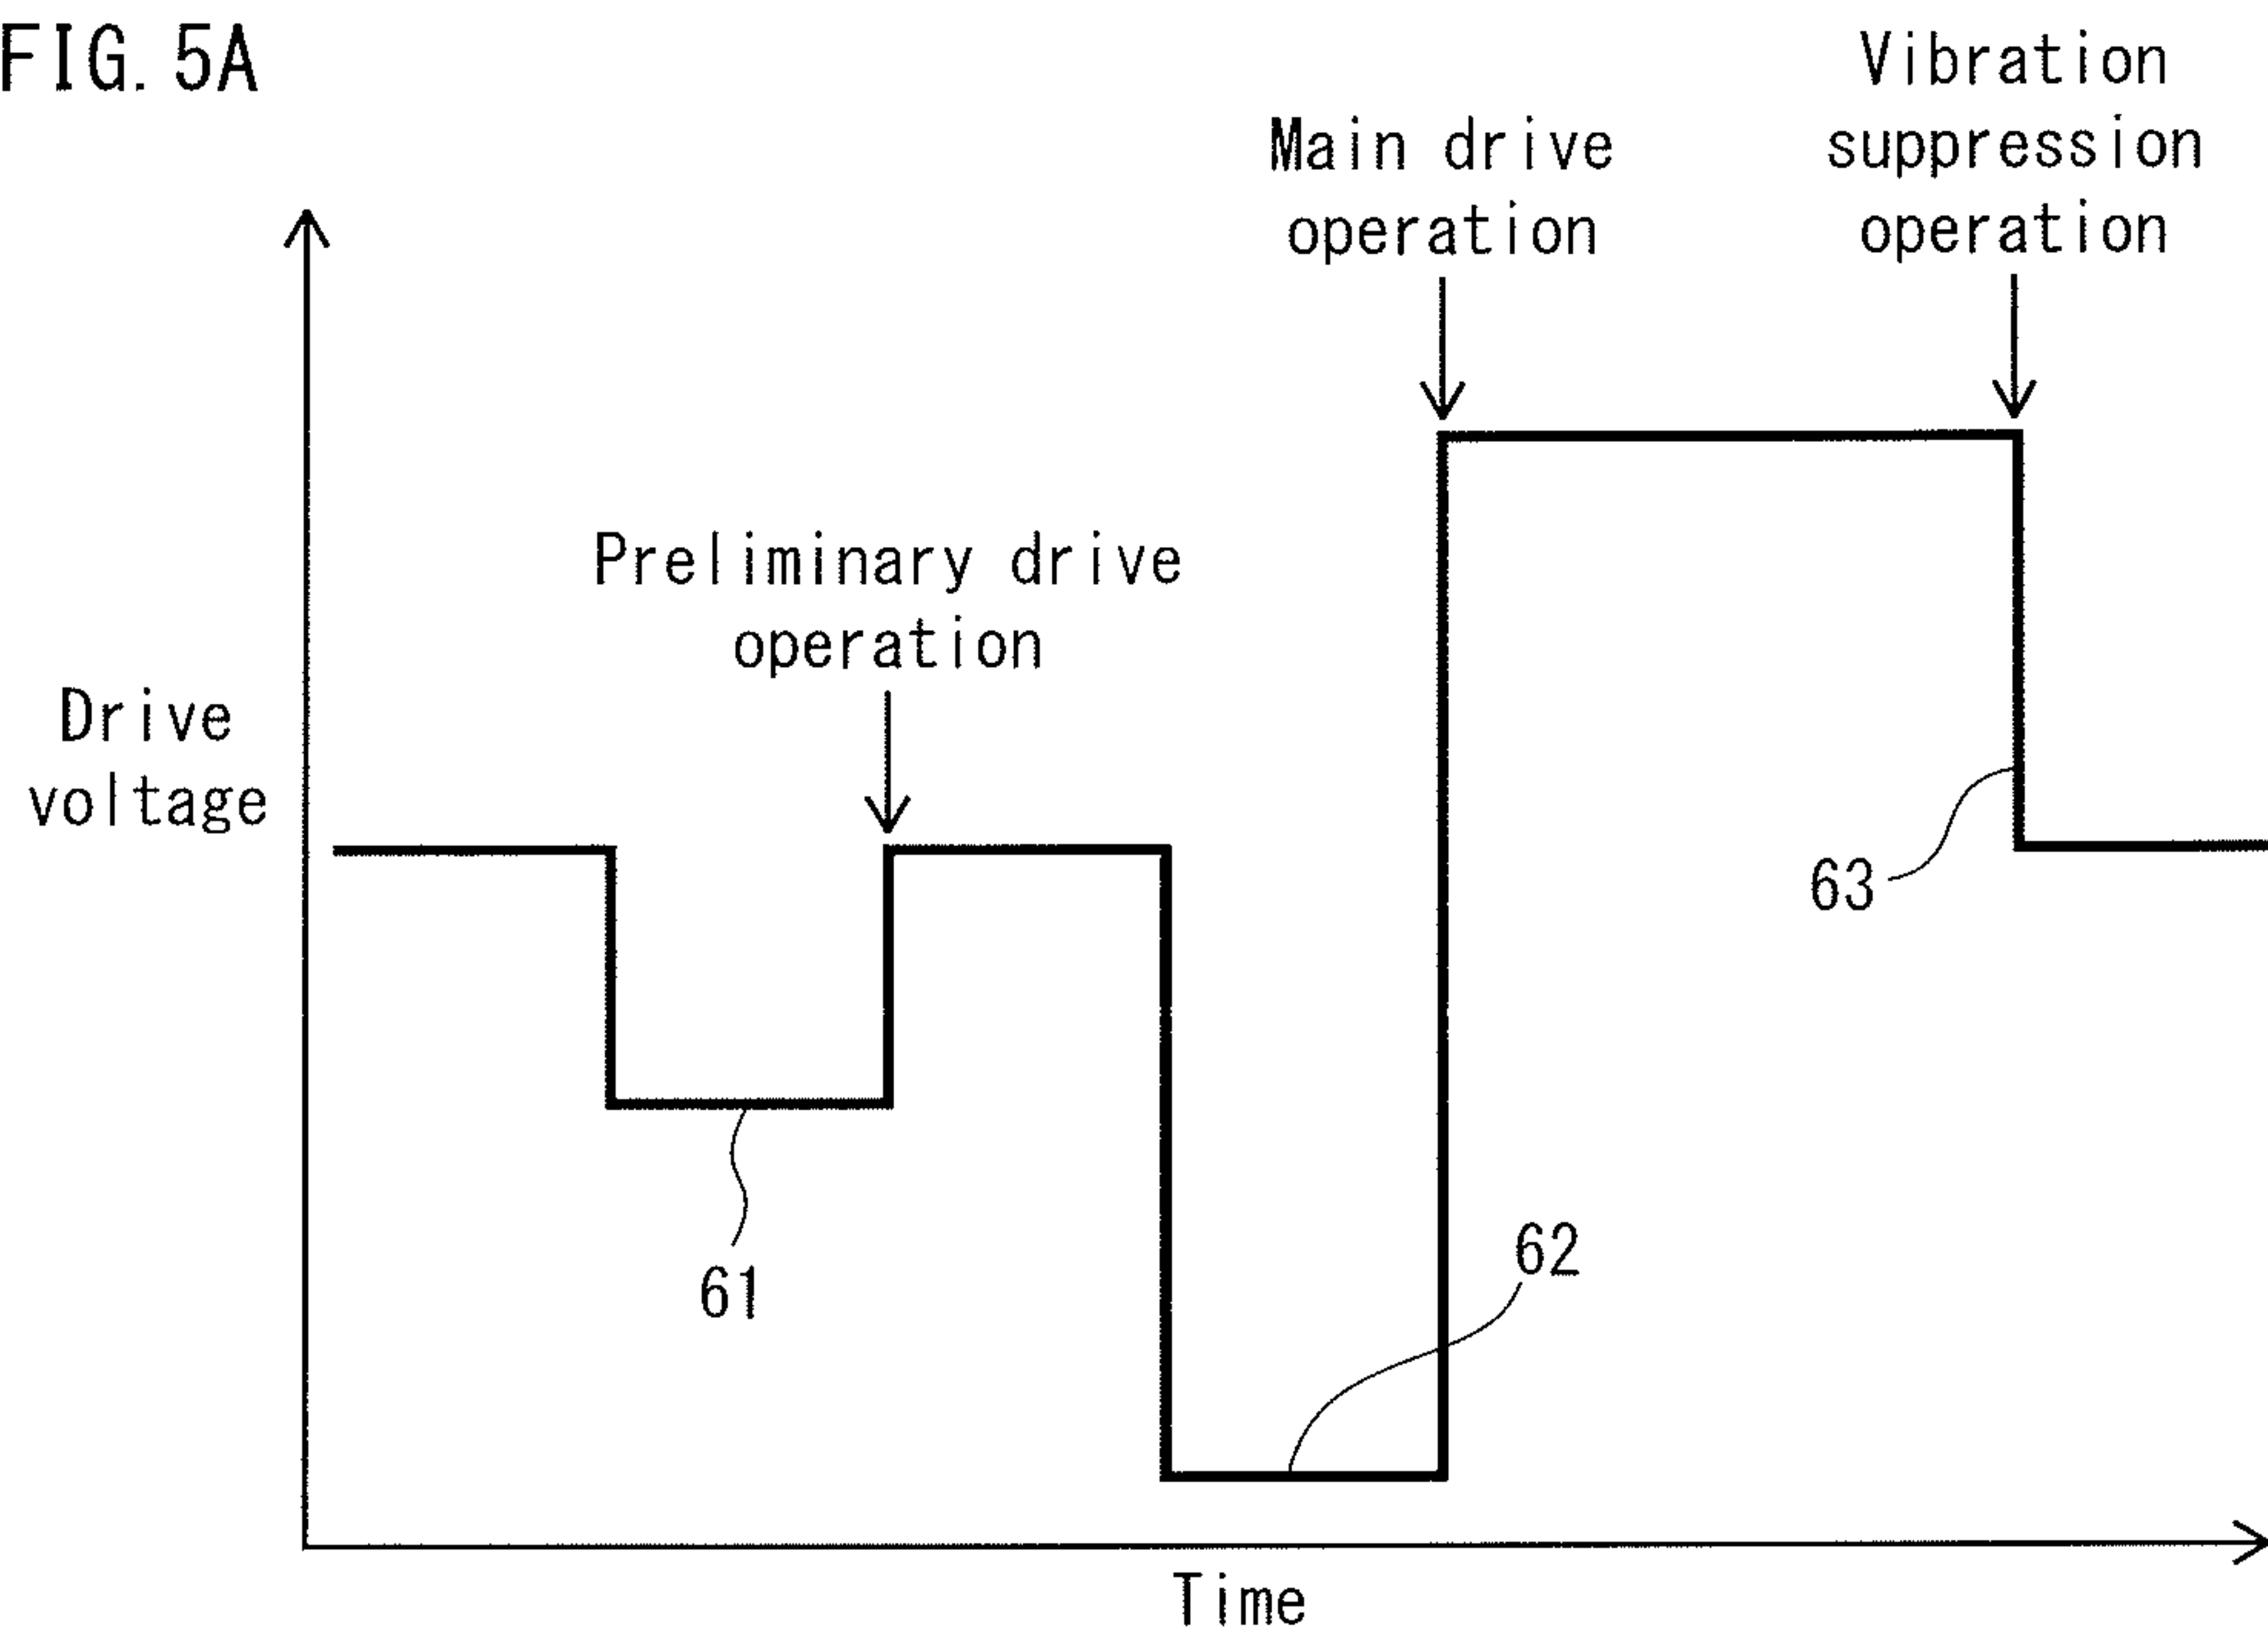 FIG. 5A
Vibration
suppression
operation
Main drive
operation
Preliminary drive
operation
Drive
voltage
63
62
61
Time